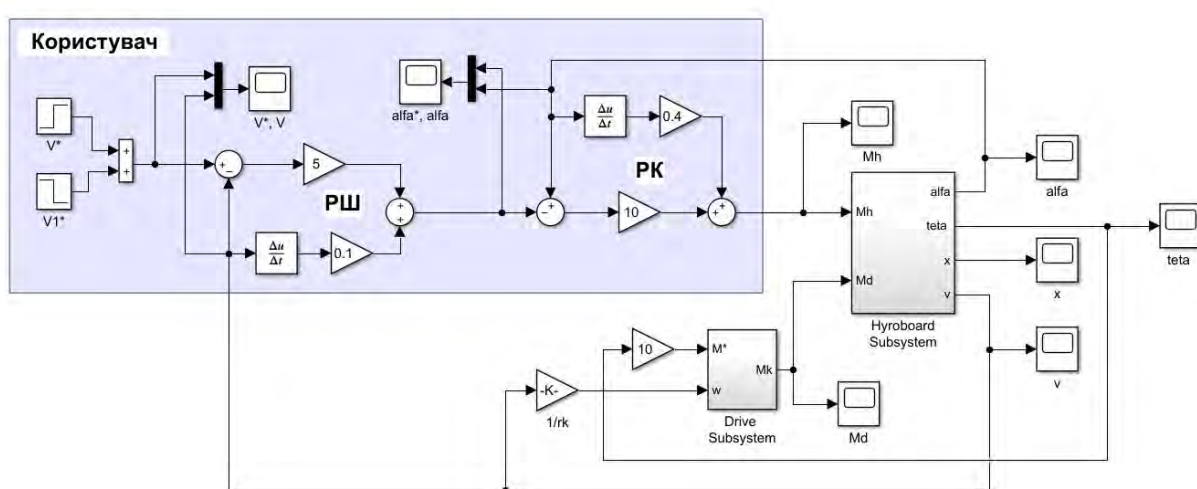 Користувач
V*
V1*
+
+
V*, V
+
−
5
РШ
Δu
Δt
0.1
+
+
alfa*, alfa
Δu
Δt
0.4
РК
−
+
10
+
+
Mh
Mh
Md
alfa
teta
x
v
Hyroboard
Subsystem
alfa
teta
x
v
10
-K-
1/rk
M*
w
Mk
Drive
Subsystem
Md